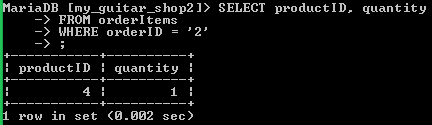 MariaDB [my_guitar_shop2]> SELECT productID, quantity
    -> FROM orderItems
    -> WHERE orderID = '2'
    -> ;
+-----------+----------+
| productID | quantity |
+-----------+----------+
|         4 |        1 |
+-----------+----------+
1 row in set (0.002 sec)